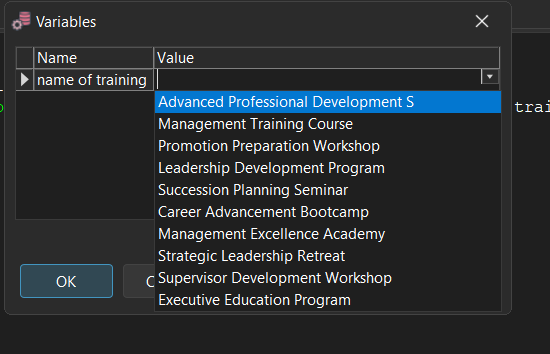 Variables
Name Value
name of training
Advanced Professional Development S
Management Training Course
Promotion Preparation Workshop
Leadership Development Program
Succession Planning Seminar
Career Advancement Bootcamp
Management Excellence Academy
Strategic Leadership Retreat
Supervisor Development Workshop
Executive Education Program
OK